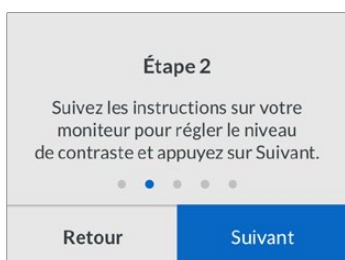 Étape 2
Suivez les instructions sur votre
moniteur pour régler le niveau
de contraste et appuyez sur Suivant.
Retour
Suivant